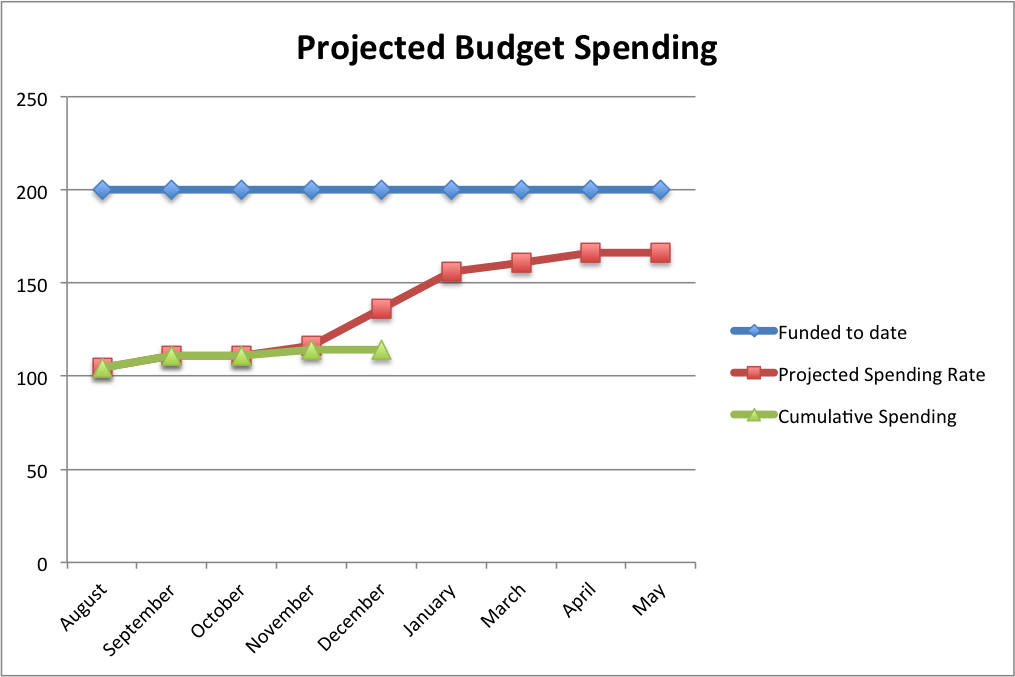 Projected Budget Spending
250
200
150
100
50
0
August
September
October
November
December
January
March
April
May
Funded to date
Projected Spending Rate
Cumulative Spending